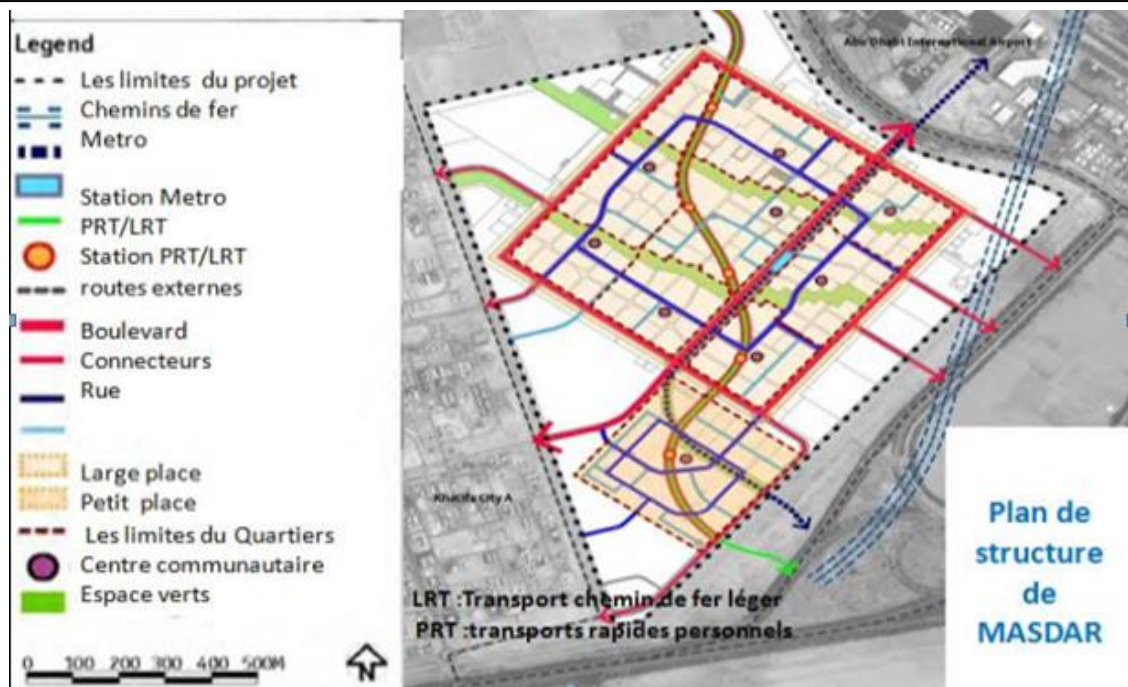 Legend
Les limites du projet
Chemins de fer
Metro
Station Metro
PRT/LRT
Station PRT/LRT
routes externes
Boulevard
Connecteurs
Rue
Large place
Petit place
Les limites du Quartiers
Centre communautaire
Espace verts
0 100 200 300 400 500M
N
Abu Dhabi International Airport
Khalifa City A
LRT :Transport chemin de fer léger
PRT :transports rapides personnels
Plan de
structure
de
MASDAR